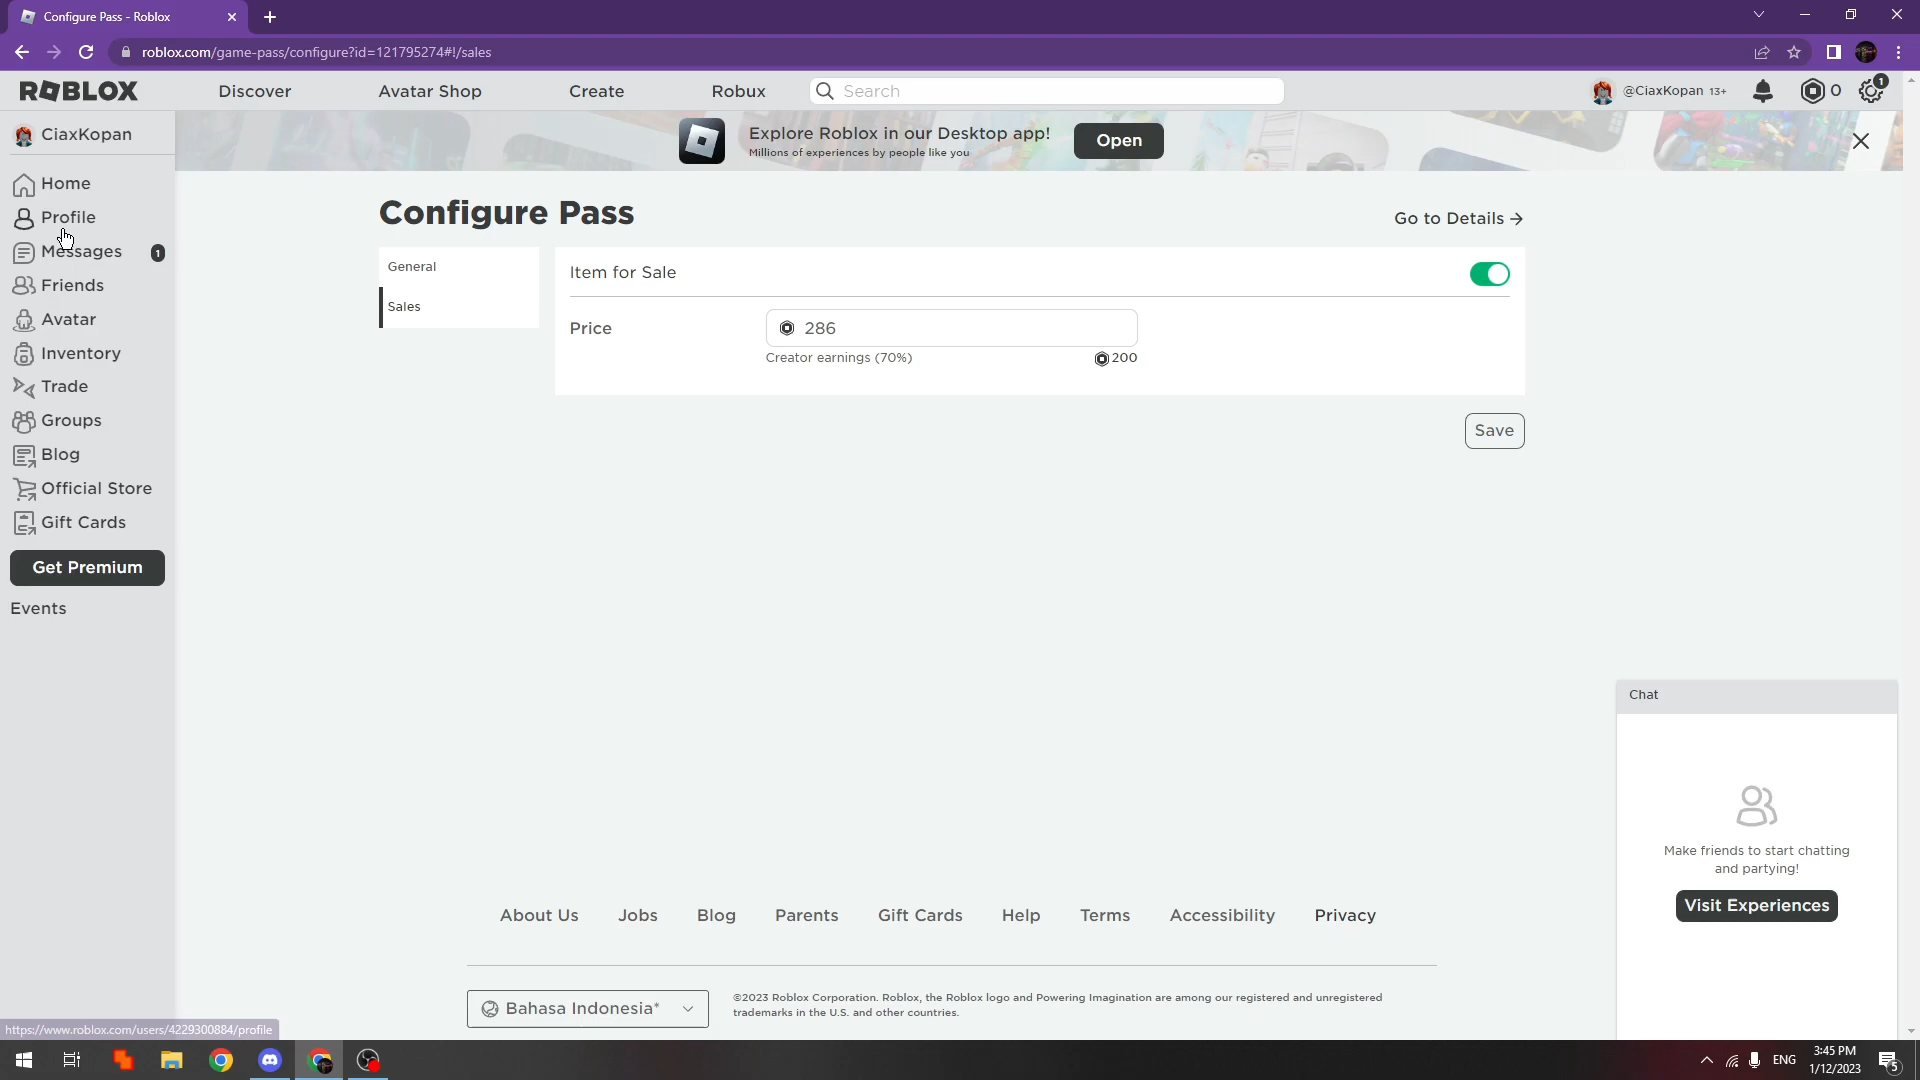 Configure Pass - Roblox
roblox.com/game-pass/configure?id=121795274#!/sales
ROBLOX
Discover
Avatar Shop
Create
Robux
Search
@CiaxKopan 13+
0
1
CiaxKopan
Explore Roblox in our Desktop app!
Millions of experiences by people like you
Open
Home
Profile
Messages
1
Friends
Avatar
Inventory
Trade
Groups
Blog
Official Store
Gift Cards
Get Premium
Events
Configure Pass
Go to Details
General
Sales
Item for Sale
Price
286
Creator earnings (70%)
200
Save
Chat
Make friends to start chatting
and partying!
Visit Experiences
About Us
Jobs
Blog
Parents
Gift Cards
Help
Terms
Accessibility
Privacy
Bahasa Indonesia*
©2023 Roblox Corporation. Roblox, the Roblox logo and Powering Imagination are among our registered and unregistered
trademarks in the U.S. and other countries.
https://www.roblox.com/users/4229300884/profile
ENG
3:45 PM
1/12/2023
5